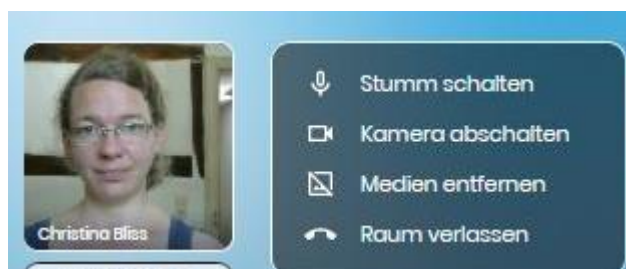 Stumm schalten
Kamera abschalten
Medien entfernen
Christina Bliss
Raum verlassen